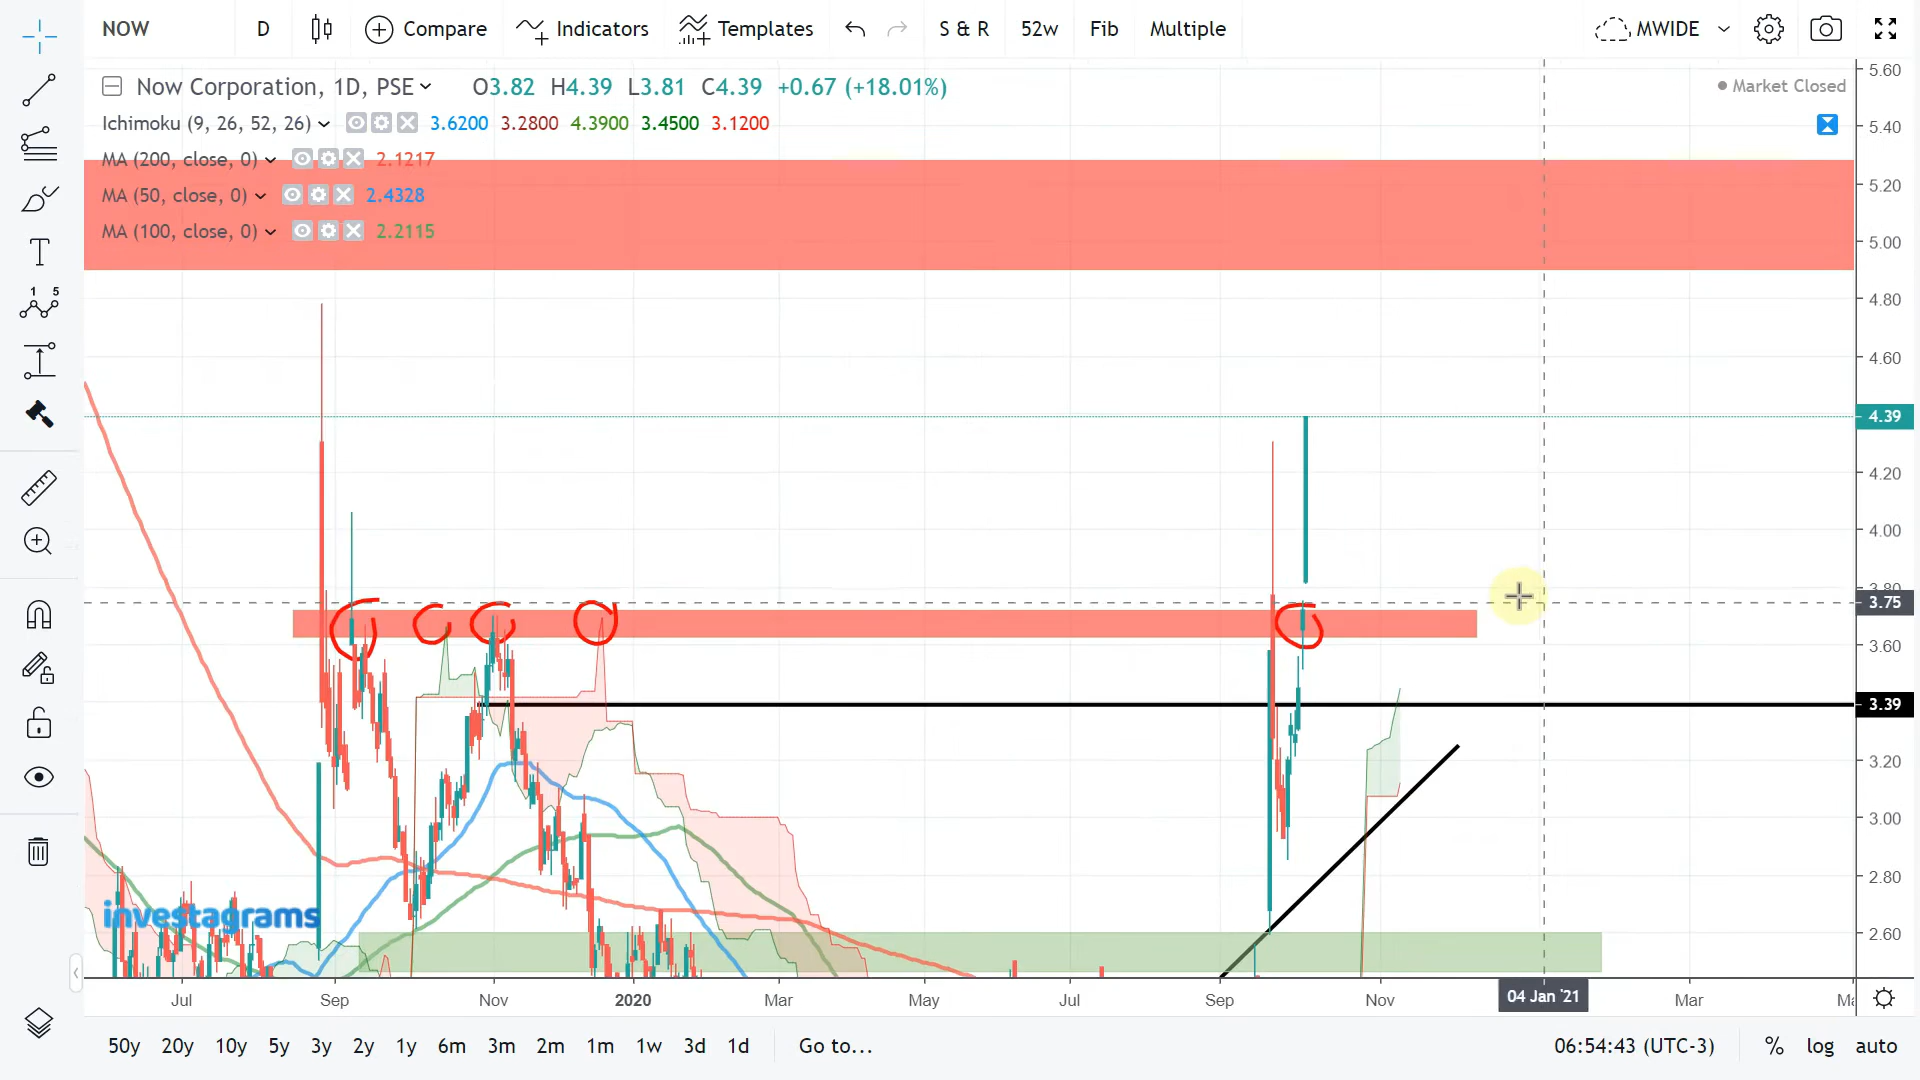 NOW D Compare Indicators Templates S & R 52w Fib Multiple MWIDE
Now Corporation, 1D, PSE O3.82 H4.39 L3.81 C4.39 +0.67 (+18.01%)
Market Closed
Ichimoku (9, 26, 52, 26) 3.6200 3.2800 4.3900 3.4500 3.1200
MA (200, close, 0) 2.1217
MA (50, close, 0) 2.4328
MA (100, close, 0) 2.2115
1 5
5.60
5.40
5.20
5.00
4.80
4.60
4.39
4.20
4.00
3.80
3.75
3.60
3.39
3.20
3.00
2.80
2.60
investagrams
Jul Sep Nov 2020 Mar May Jul Sep Nov 04 Jan '21 Mar
50y 20y 10y 5y 3y 2y 1y 6m 3m 2m 1m 1w 3d 1d Go to... 06:54:43 (UTC-3) % log auto